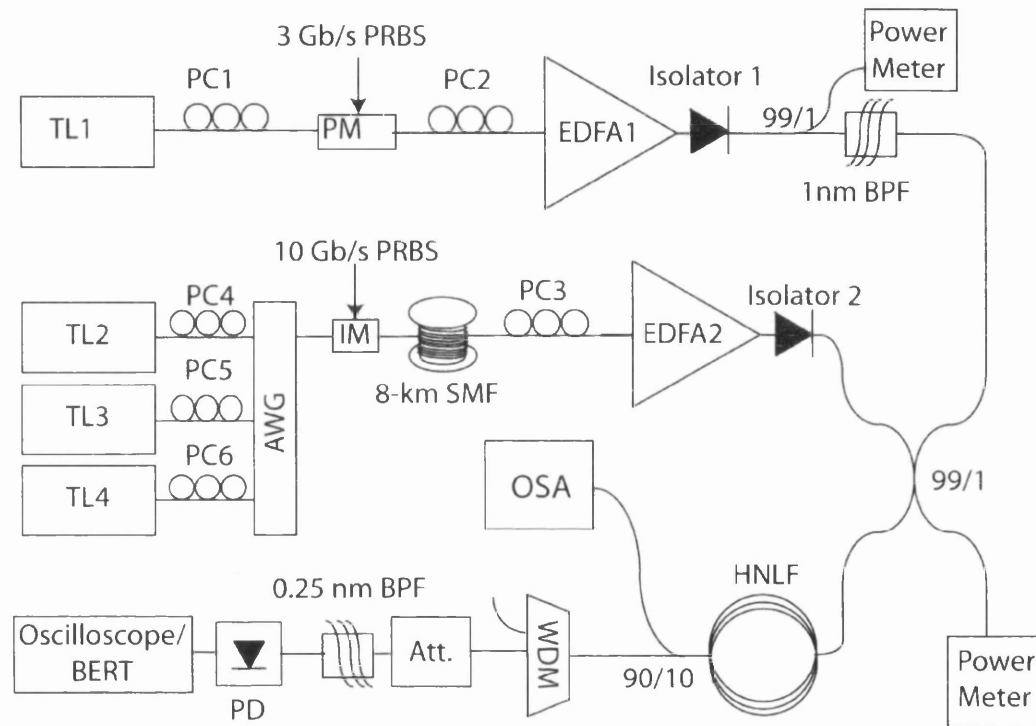 3 Gb/s PRBS
Power
Meter
PC1
PC2
Isolator 1
TL1
PM
EDFA1
99/1
1nm BPF
10 Gb/s PRBS
PC4
PC3
Isolator 2
TL2
IM
EDFA2
PC5
8-km SMF
TL3
AWG
PC6
OSA
99/1
TL4
HNLF
0.25 nm BPF
Oscilloscope/
BERT
Att.
WDM
90/10
PD
Power
Meter